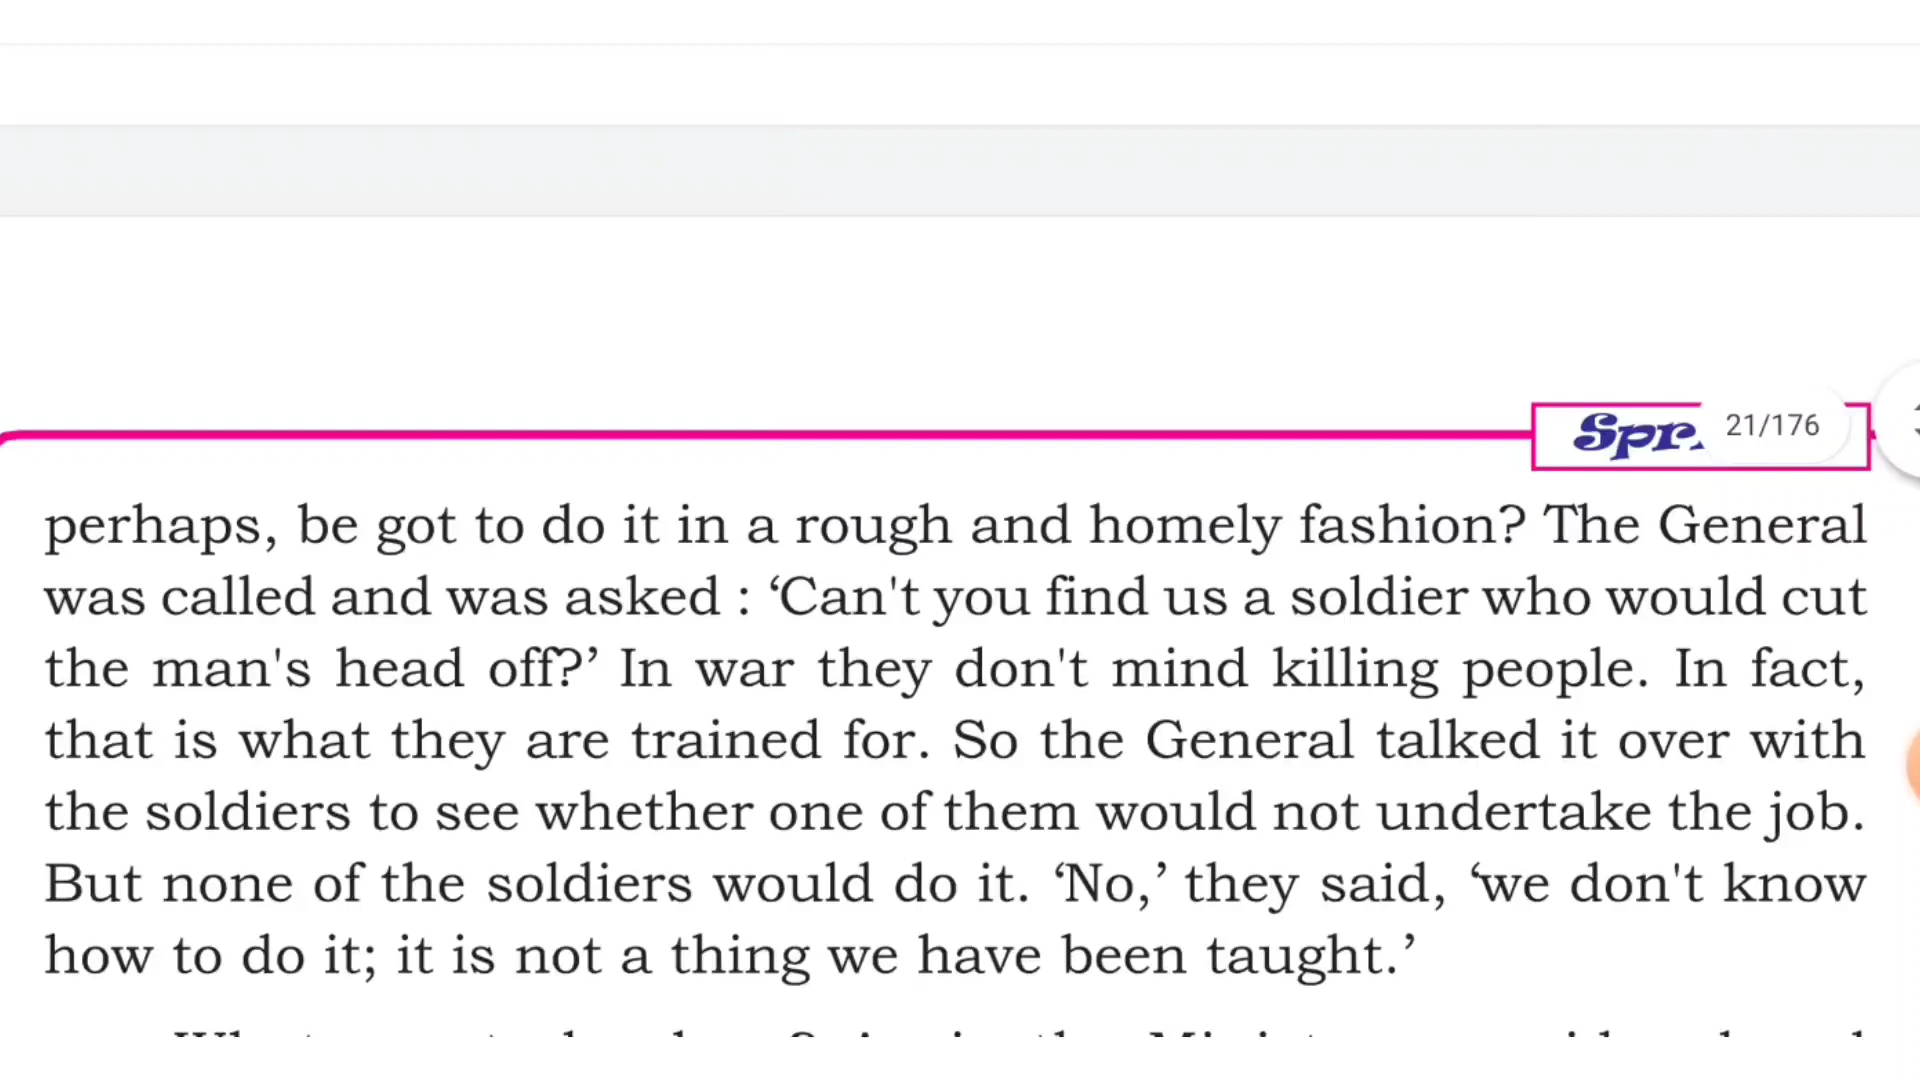 Spr
21/176
perhaps, be got to do it in a rough and homely fashion? The General
was called and was asked : ‘Can't you find us a soldier who would cut
the man's head off?’ In war they don't mind killing people. In fact,
that is what they are trained for. So the General talked it over with
the soldiers to see whether one of them would not undertake the job.
But none of the soldiers would do it. ‘No,’ they said, ‘we don't know
how to do it; it is not a thing we have been taught.’